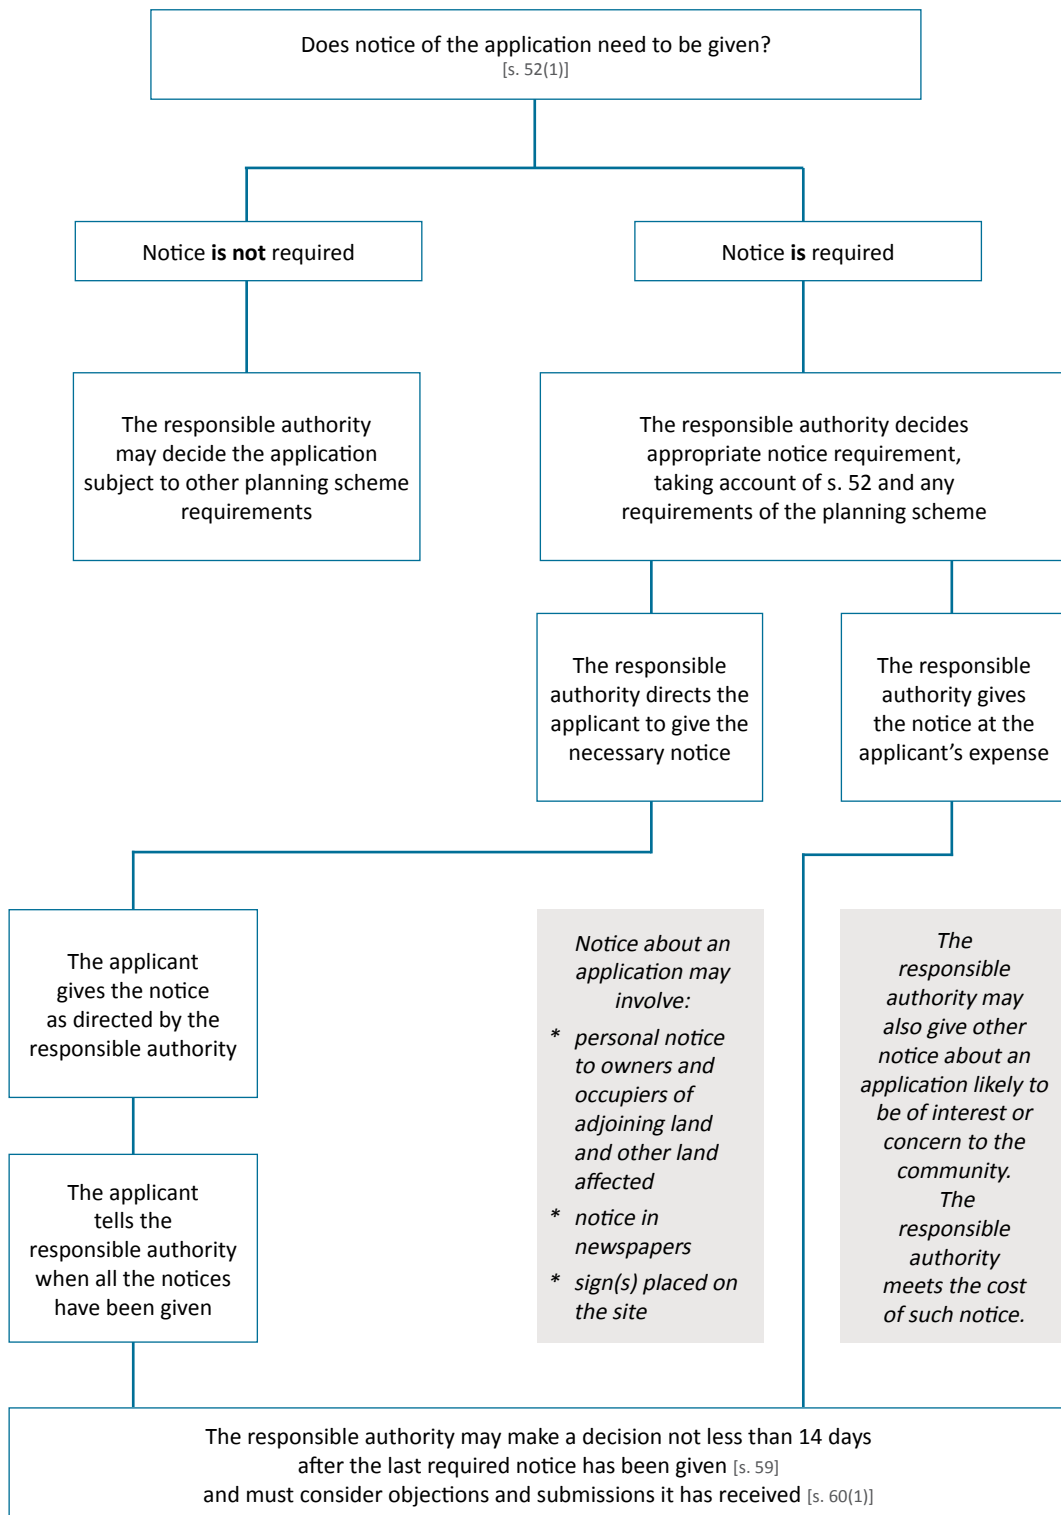 Does notice of the application need to be given?
[s. 52(1)]
Notice is not required
Notice is required
The responsible authority
may decide the application
subject to other planning scheme
requirements
The responsible authority decides
appropriate notice requirement,
taking account of s. 52 and any
requirements of the planning scheme
The responsible
authority directs the
applicant to give the
necessary notice
The responsible
authority gives
the notice at the
applicant’s expense
The applicant
gives the notice
as directed by the
responsible authority
The applicant
tells the
responsible authority
when all the notices
have been given
Notice about an
application may
involve:
* personal notice
to owners and
occupiers of
adjoining land
and other land
affected
* notice in
newspapers
* sign(s) placed on
the site
The
responsible
authority may
also give other
notice about an
application likely to
be of interest or
concern to the
community.
The
responsible
authority
meets the cost
of such notice.
The responsible authority may make a decision not less than 14 days
after the last required notice has been given [s. 59]
and must consider objections and submissions it has received [s. 60(1)]